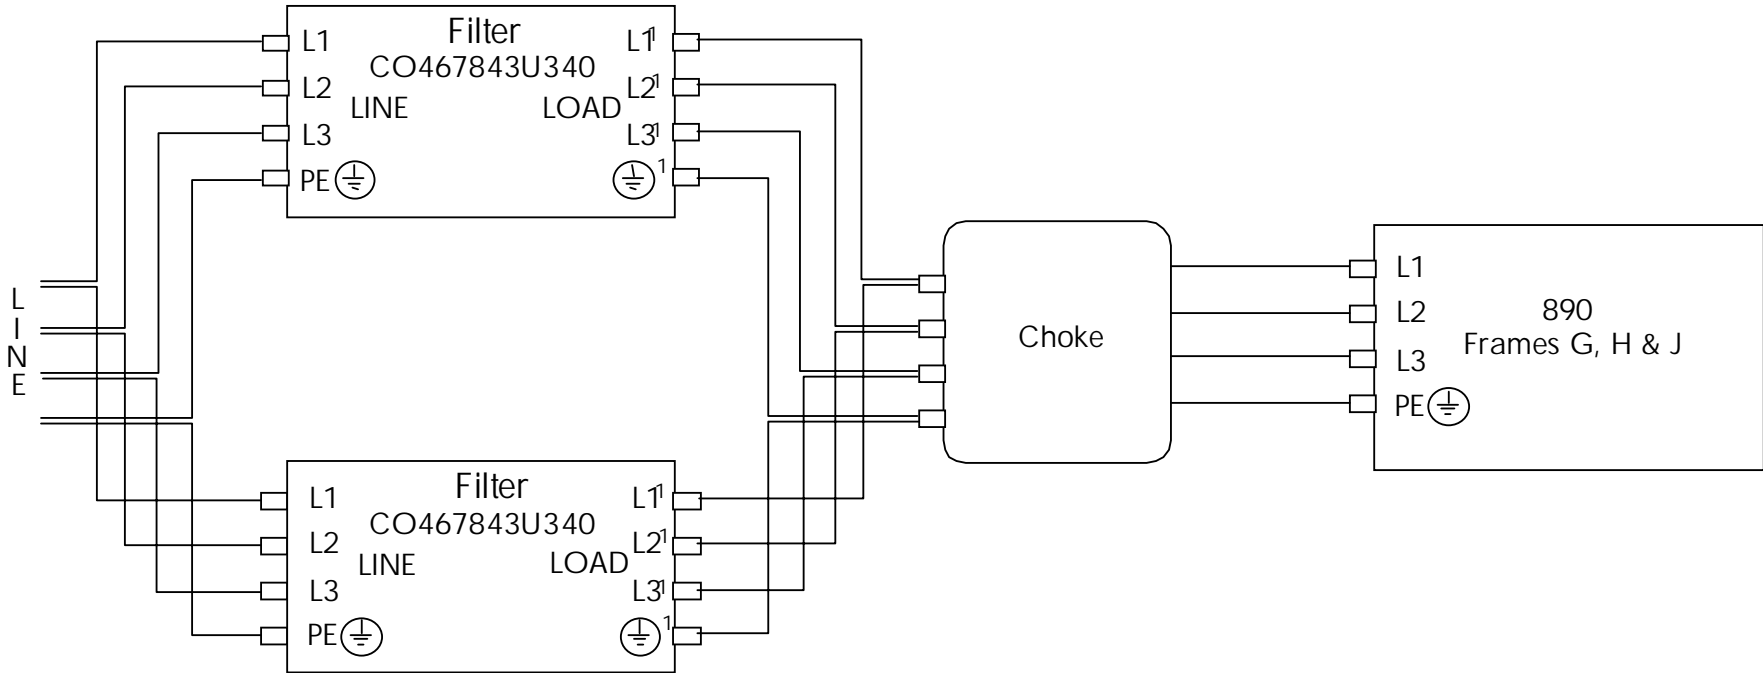 L
I
N
E
Filter
CO467843U340
LINE
LOAD
L1
L2
L3
PE
L1¹
L2¹
L3¹
1
Filter
CO467843U340
LINE
LOAD
L1
L2
L3
PE
L1¹
L2¹
L3¹
1
Choke
L1
L2
L3
PE
890
Frames G, H & J